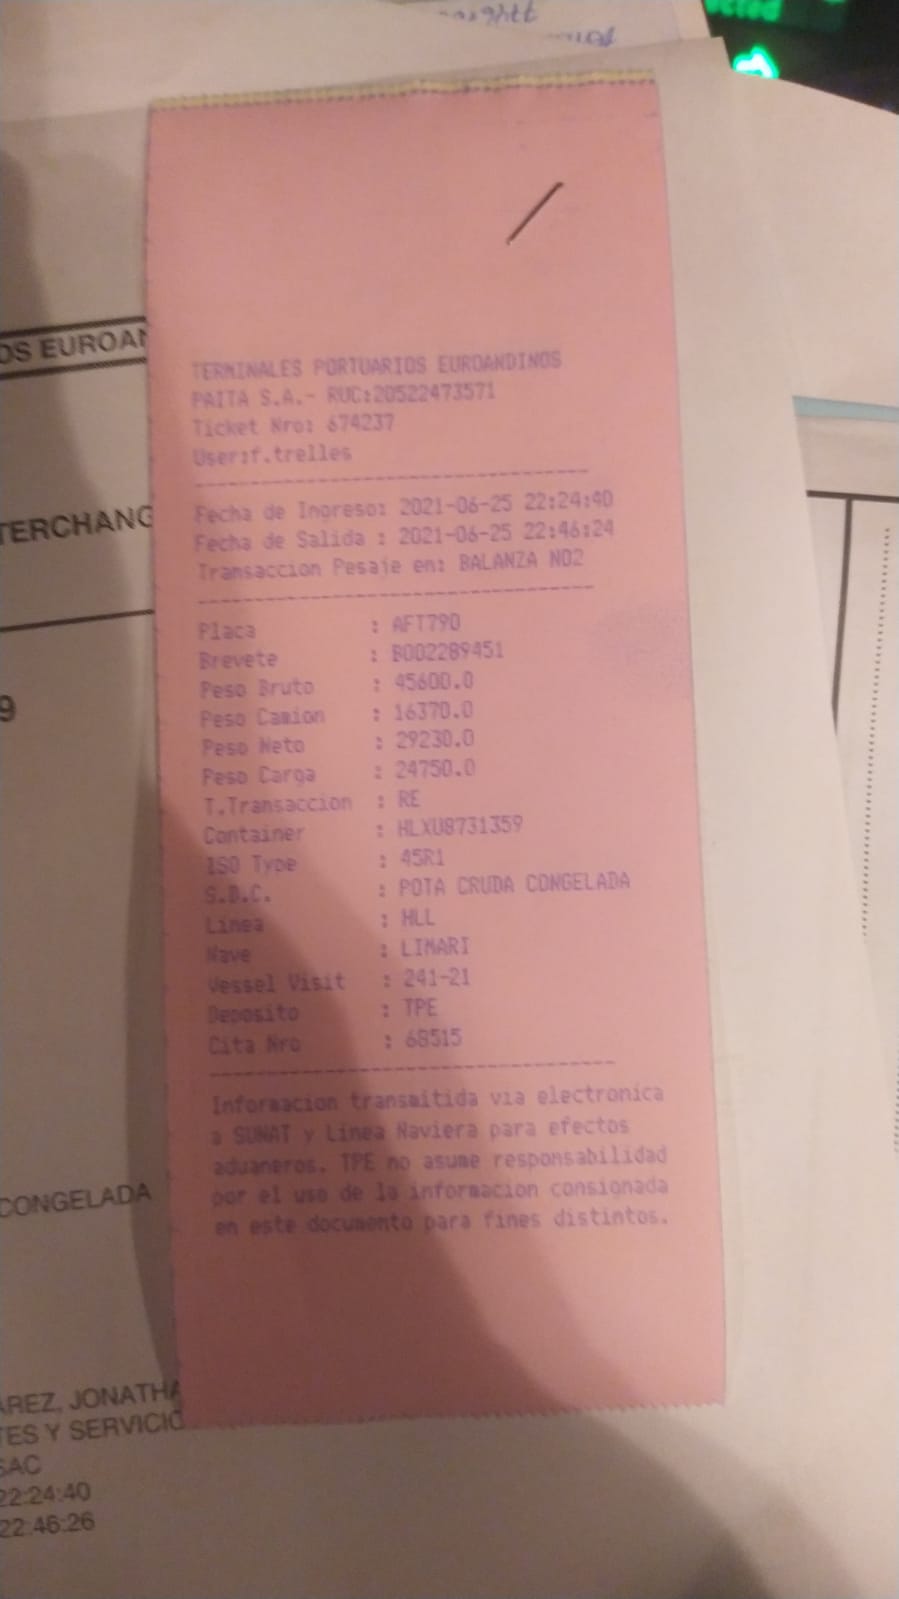 TERMINALES PORTUARIOS EUROANDINOS
PAITA S.A.- RUC:20522473571
Ticket Nro: 674237
User:f.trelles
Fecha de Ingreso: 2021-06-25 22:24:40
Fecha de Salida : 2021-06-25 22:46:24
Transaccion Pesaje en: BALANZA NO2
Placa : AFT790
Brevete : B002289451
Peso Bruto : 45600.0
Peso Camion : 16370.0
Peso Neto : 29230.0
Peso Carga : 24750.0
T.Transaccion : RE
Container : HLXU8731359
ISO Type : 45R1
S.D.C. : POTA CRUDA CONGELADA
Linea : HLL
Nave : LIMARI
Vessel Visit : 241-21
Deposito : TPE
Cita Nro : 68515
Informacion transmitida via electronica
a SUNAT y Linea Naviera para efectos
aduaneros. TPE no asume responsabilidad
por el uso de la informacion consignada
en este documento para fines distintos.
OS EUROAN
TERCHANG
9
CONGELADA
AREZ, JONATHA
TES Y SERVICIO
SAC
22:24:40
22:46:26